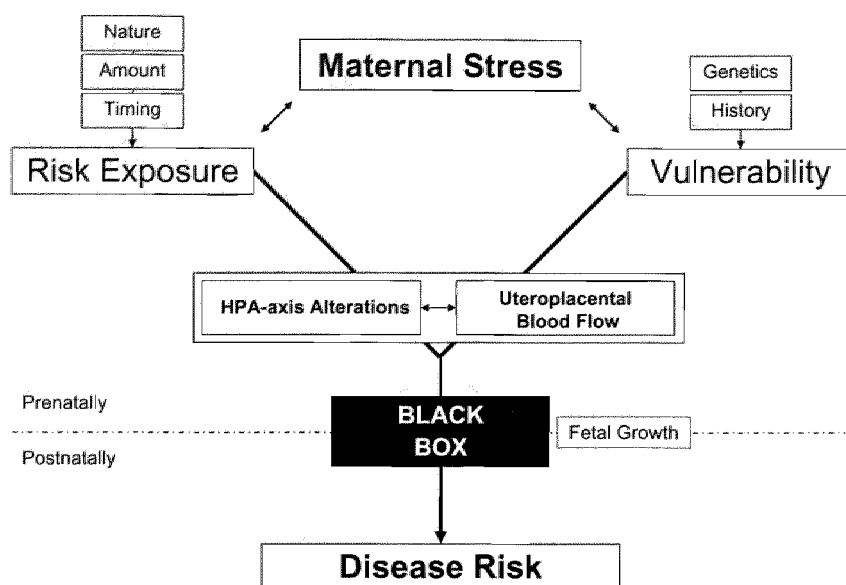 Nature
Amount
Timing
Risk Exposure
Maternal Stress
Genetics
History
Vulnerability
HPA-axis Alterations
Uteroplacental
Blood Flow
Prenatally
BLACK
BOX
Fetal Growth
Postnatally
Disease Risk